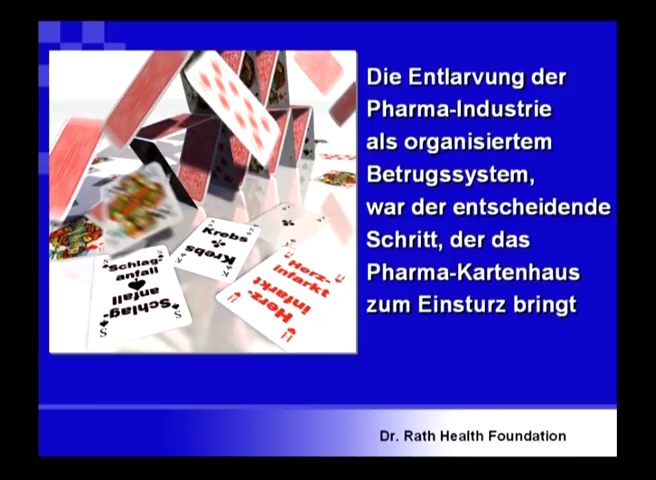 Die Entlarvung der
Pharma-Industrie
als organisiertem
Betrugssystem,
war der entscheidende
Schritt, der das
Pharma-Kartenhaus
zum Einsturz bringt
Krebs
Krebs
Schlag-
anfall
Schlag-
anfall
Herz-
infarkt
Herz-
infarkt
Dr. Rath Health Foundation